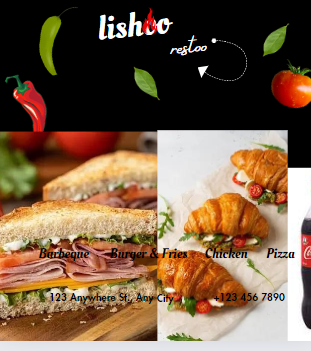 lishoo
restoo
Barbeque Burger & Fries Chicken Pizza
123 Anywhere St., Any City +123 456 7890